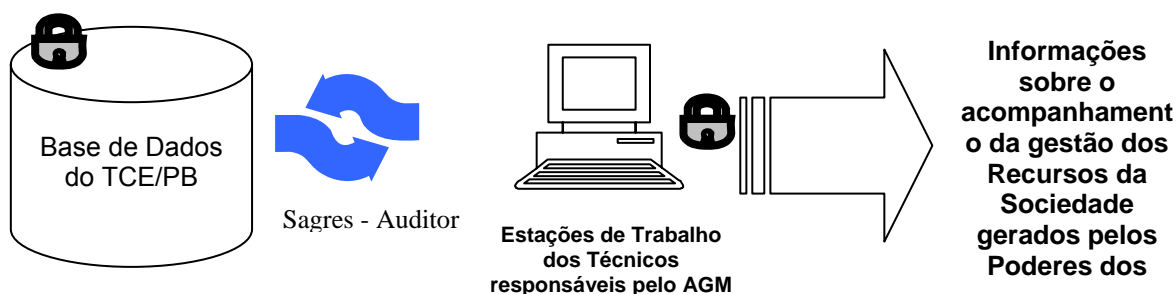 Base de Dados
do TCE/PB
Sagres - Auditor
Estações de Trabalho
dos Técnicos
responsáveis pelo AGM
Informações
sobre o
acompanhament
o da gestão dos
Recursos da
Sociedade
gerados pelos
Poderes dos